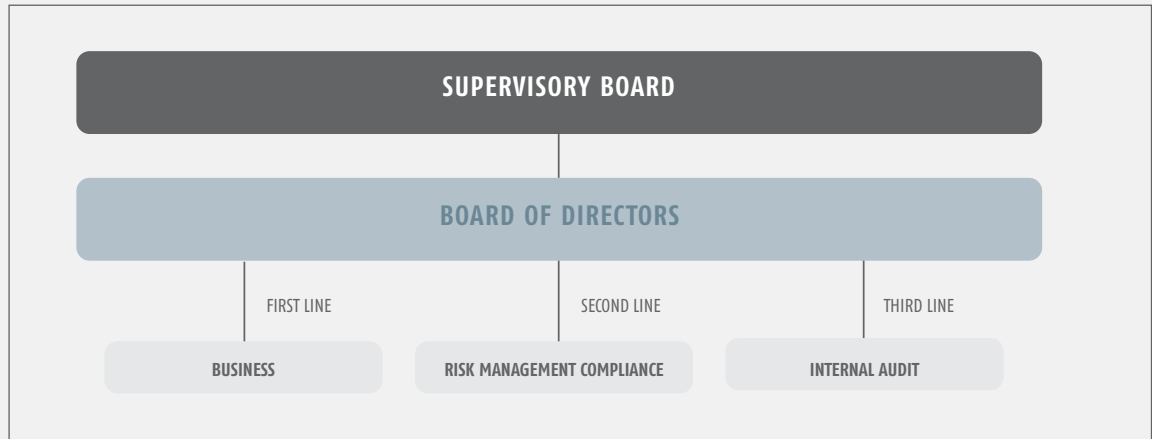 SUPERVISORY BOARD
BOARD OF DIRECTORS
FIRST LINE
SECOND LINE
THIRD LINE
BUSINESS
RISK MANAGEMENT COMPLIANCE
INTERNAL AUDIT